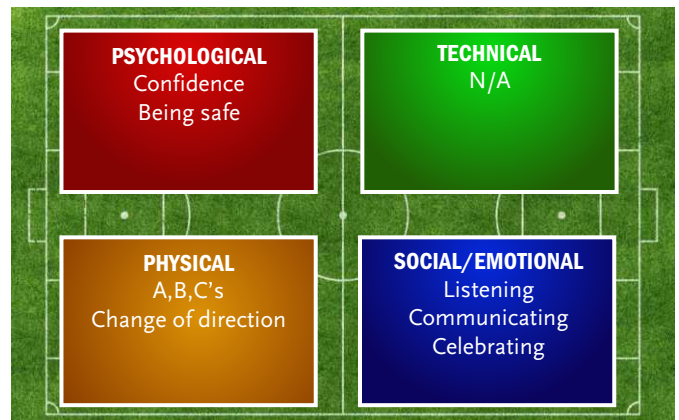 PSYCHOLOGICAL
Confidence
Being safe
TECHNICAL
N/A
PHYSICAL
A,B,C's
Change of direction
SOCIAL/EMOTIONAL
Listening
Communicating
Celebrating